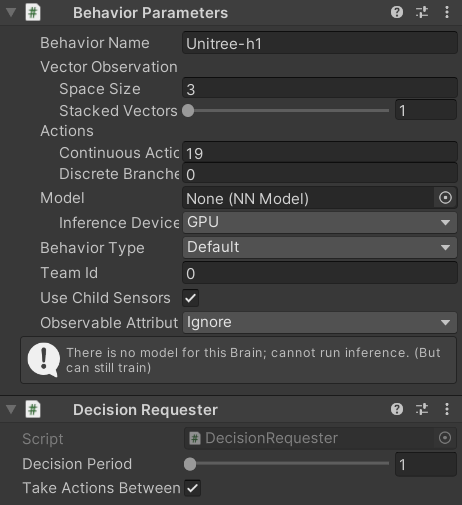 Behavior Parameters
Behavior Name Unitree-h1
Vector Observation
Space Size 3
Stacked Vectors 1
Actions
Continuous Actic 19
Discrete Branche 0
Model None (NN Model)
Inference Device GPU
Behavior Type Default
Team Id 0
Use Child Sensors
Observable Attribut Ignore
There is no model for this Brain; cannot run inference. (But
can still train)
Decision Requester
Script DecisionRequester
Decision Period 1
Take Actions Between